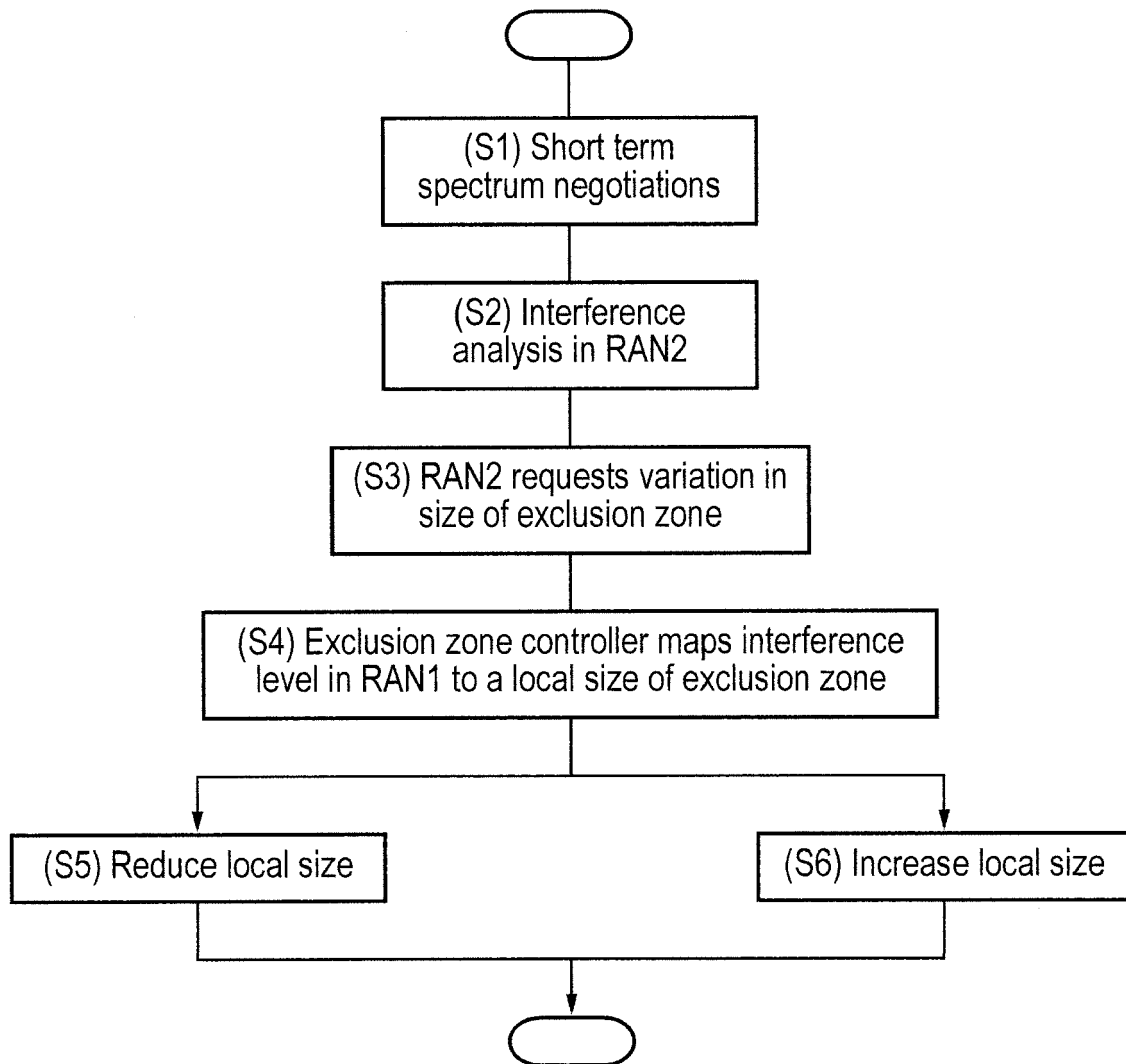 (S1) Short term
spectrum negotiations
(S2) Interference
analysis in RAN2
(S3) RAN2 requests variation in
size of exclusion zone
(S4) Exclusion zone controller maps interference
level in RAN1 to a local size of exclusion zone
(S5) Reduce local size
(S6) Increase local size